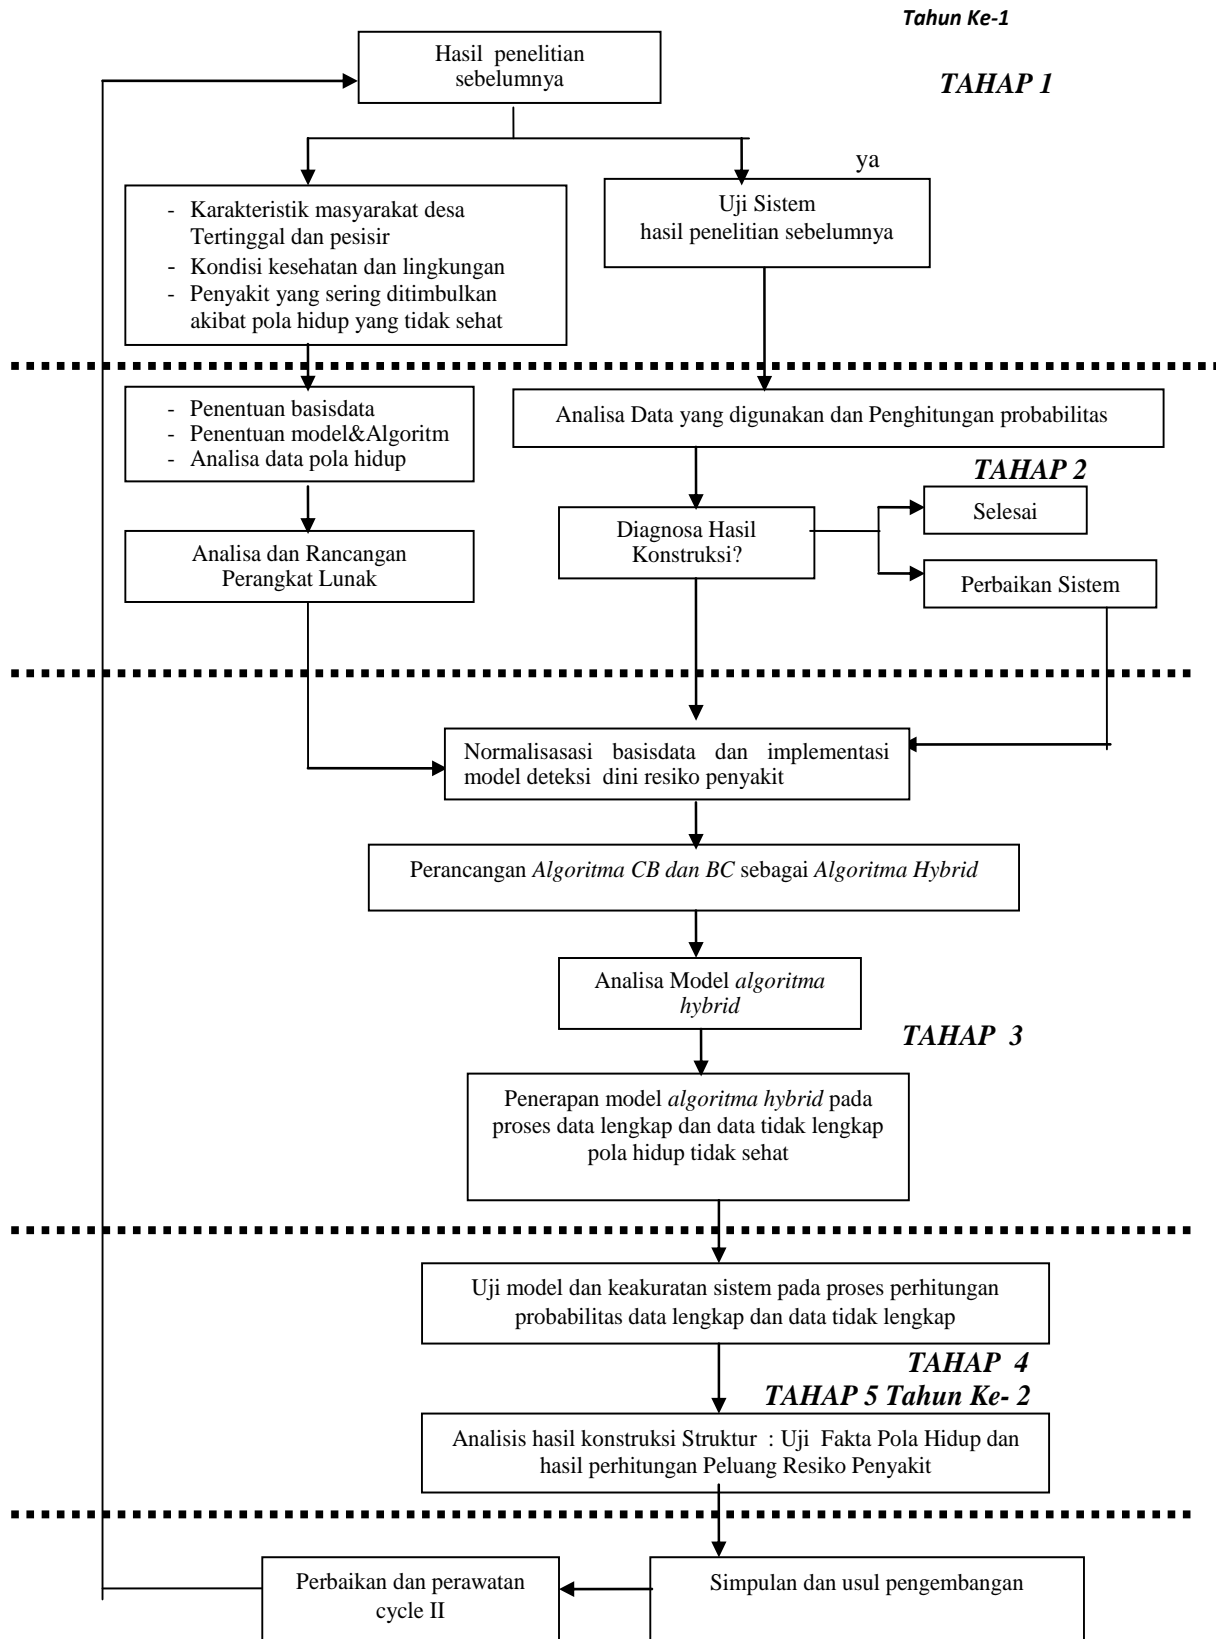 Tahun Ke-1
Hasil penelitian
sebelumnya
TAHAP 1
ya
- Karakteristik masyarakat desa
Tertinggal dan pesisir
- Kondisi kesehatan dan lingkungan
- Penyakit yang sering ditimbulkan
akibat pola hidup yang tidak sehat
Uji Sistem
hasil penelitian sebelumnya
- Penentuan basisdata
- Penentuan model&Algoritm
- Analisa data pola hidup
Analisa Data yang digunakan dan Penghitungan probabilitas
TAHAP 2
Selesai
Diagnosa Hasil
Konstruksi?
Analisa dan Rancangan
Perangkat Lunak
Perbaikan Sistem
Normalisasasi basisdata dan implementasi
model deteksi dini resiko penyakit
Perancangan Algoritma CB dan BC sebagai Algoritma Hybrid
Analisa Model algoritma
hybrid
TAHAP 3
Penerapan model algoritma hybrid pada
proses data lengkap dan data tidak lengkap
pola hidup tidak sehat
Uji model dan keakuratan sistem pada proses perhitungan
probabilitas data lengkap dan data tidak lengkap
TAHAP 4
TAHAP 5 Tahun Ke- 2
Analisis hasil konstruksi Struktur : Uji Fakta Pola Hidup dan
hasil perhitungan Peluang Resiko Penyakit
Perbaikan dan perawatan
cycle II
Simpulan dan usul pengembangan